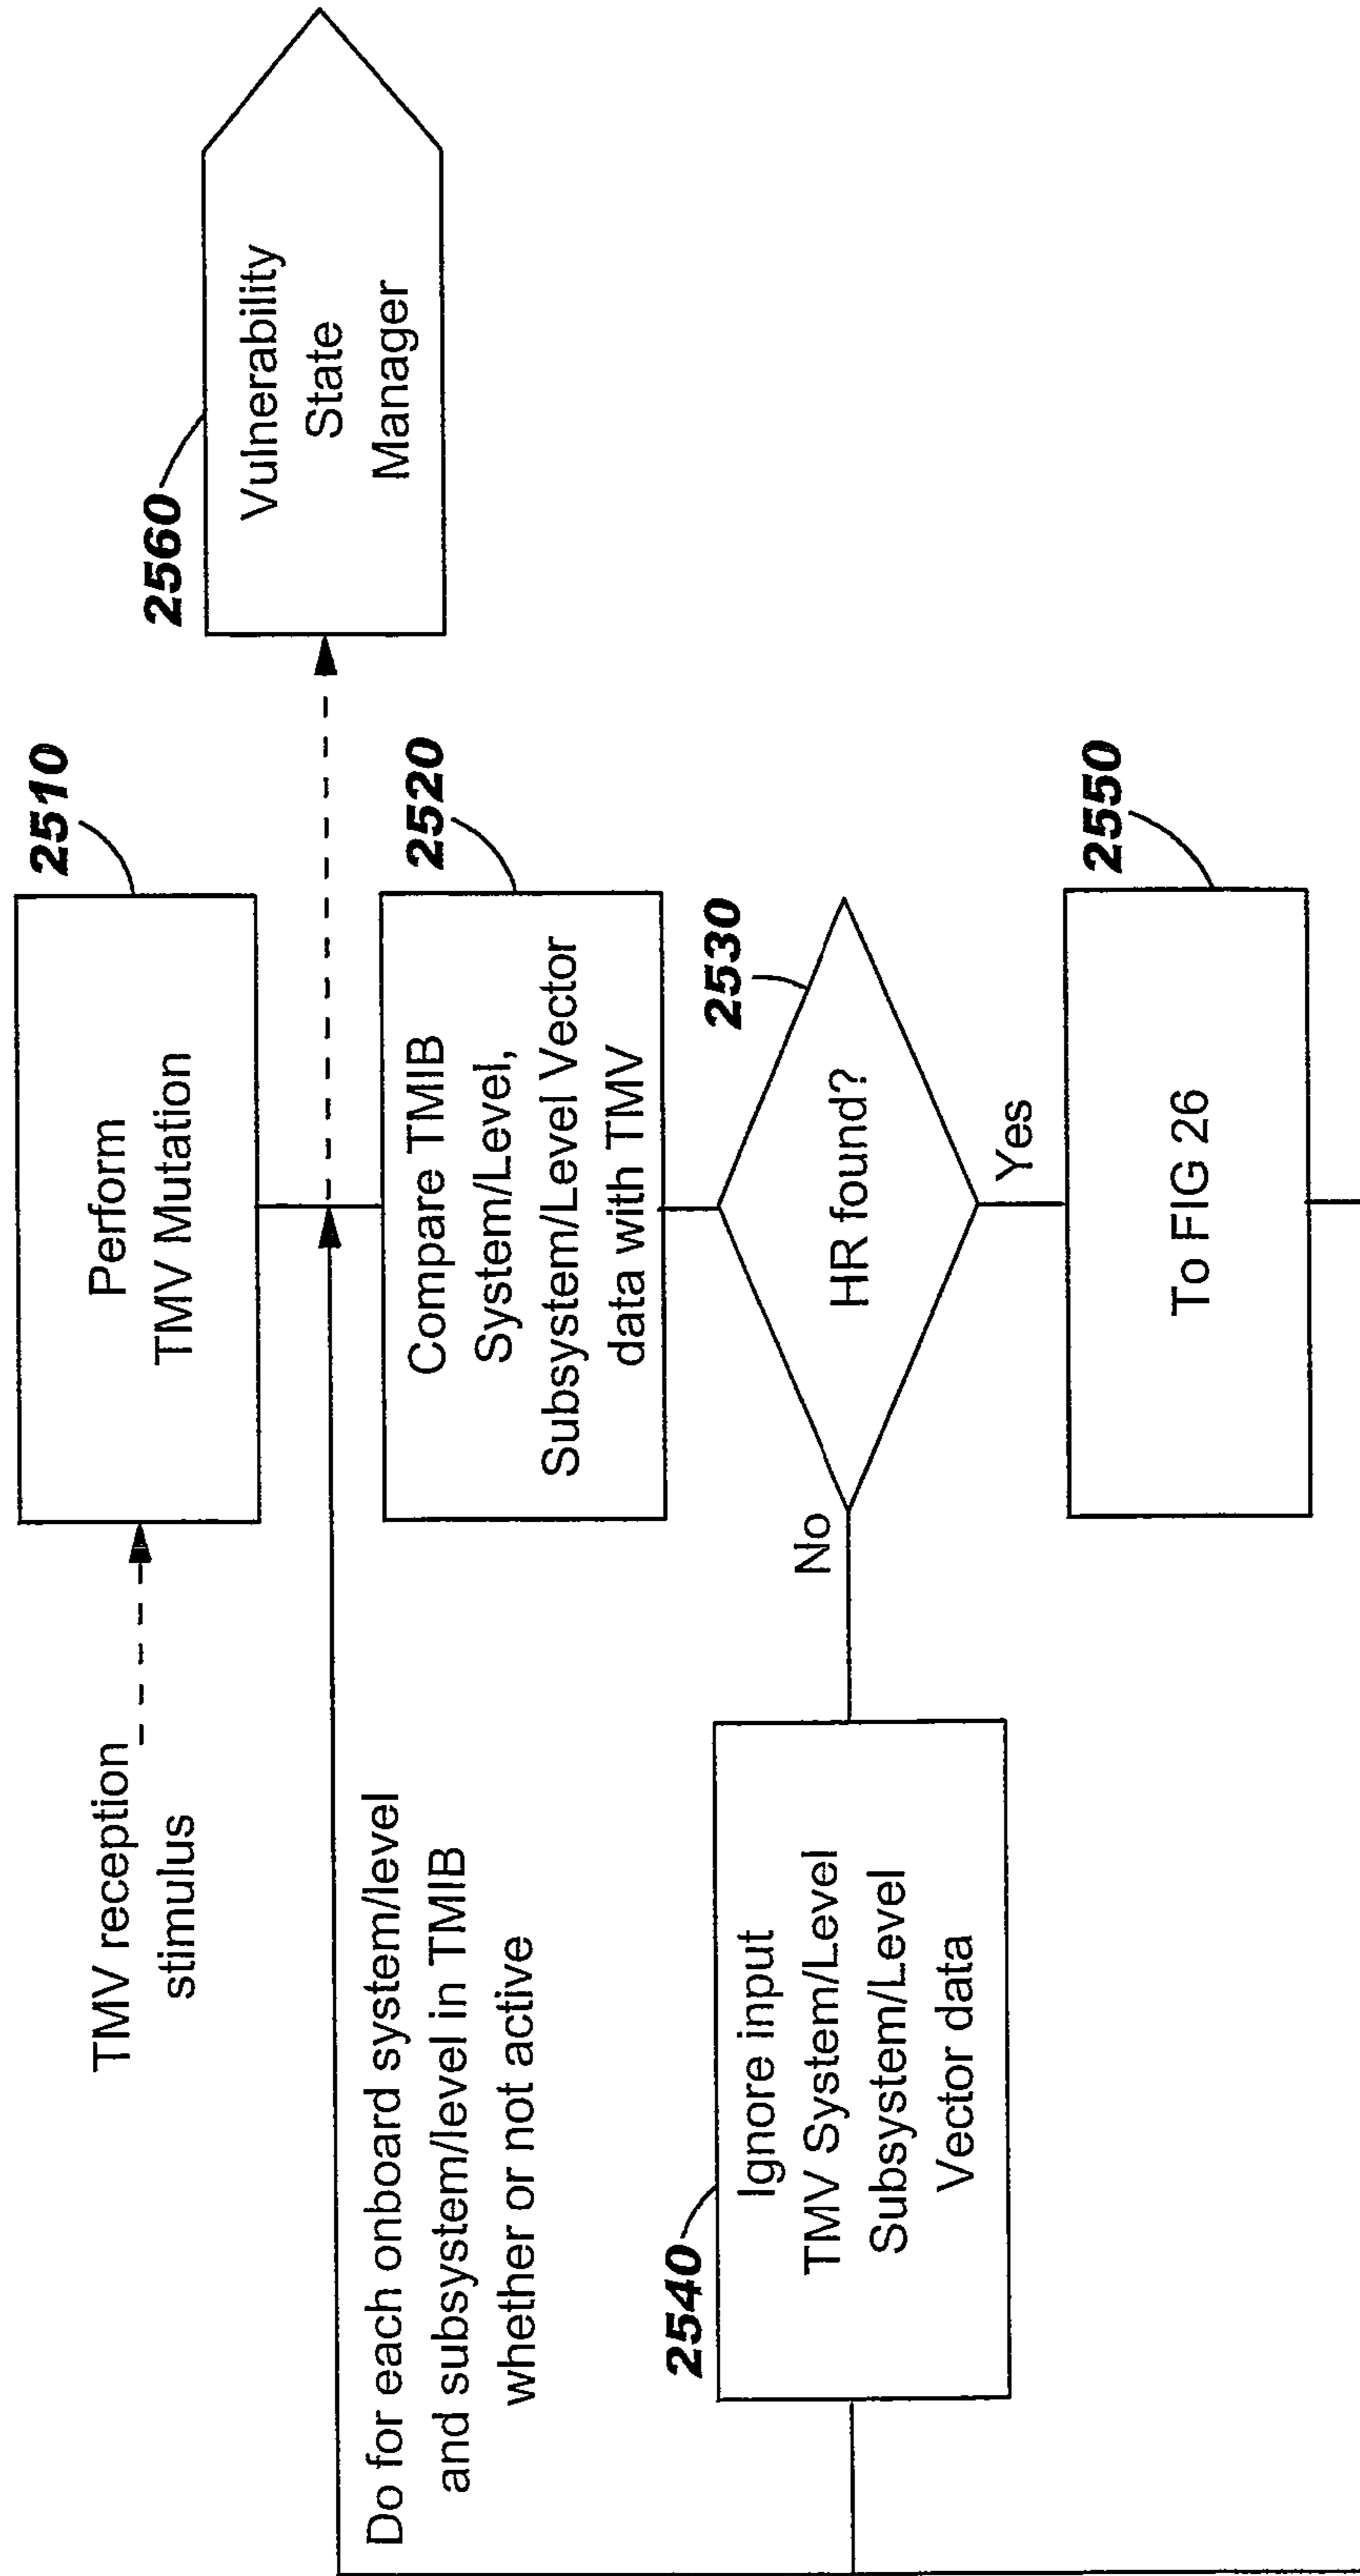 TMV reception
stimulus
2510
Perform
TMV Mutation
2560
Vulnerability
State
Manager
Do for each onboard system/level
and subsystem/level in TMIB
whether or not active
2520
Compare TMIB
System/Level,
Subsystem/Level Vector
data with TMV
2530
HR found?
No
Yes
2540
Ignore input
TMV System/Level
Subsystem/Level
Vector data
2550
To FIG 26